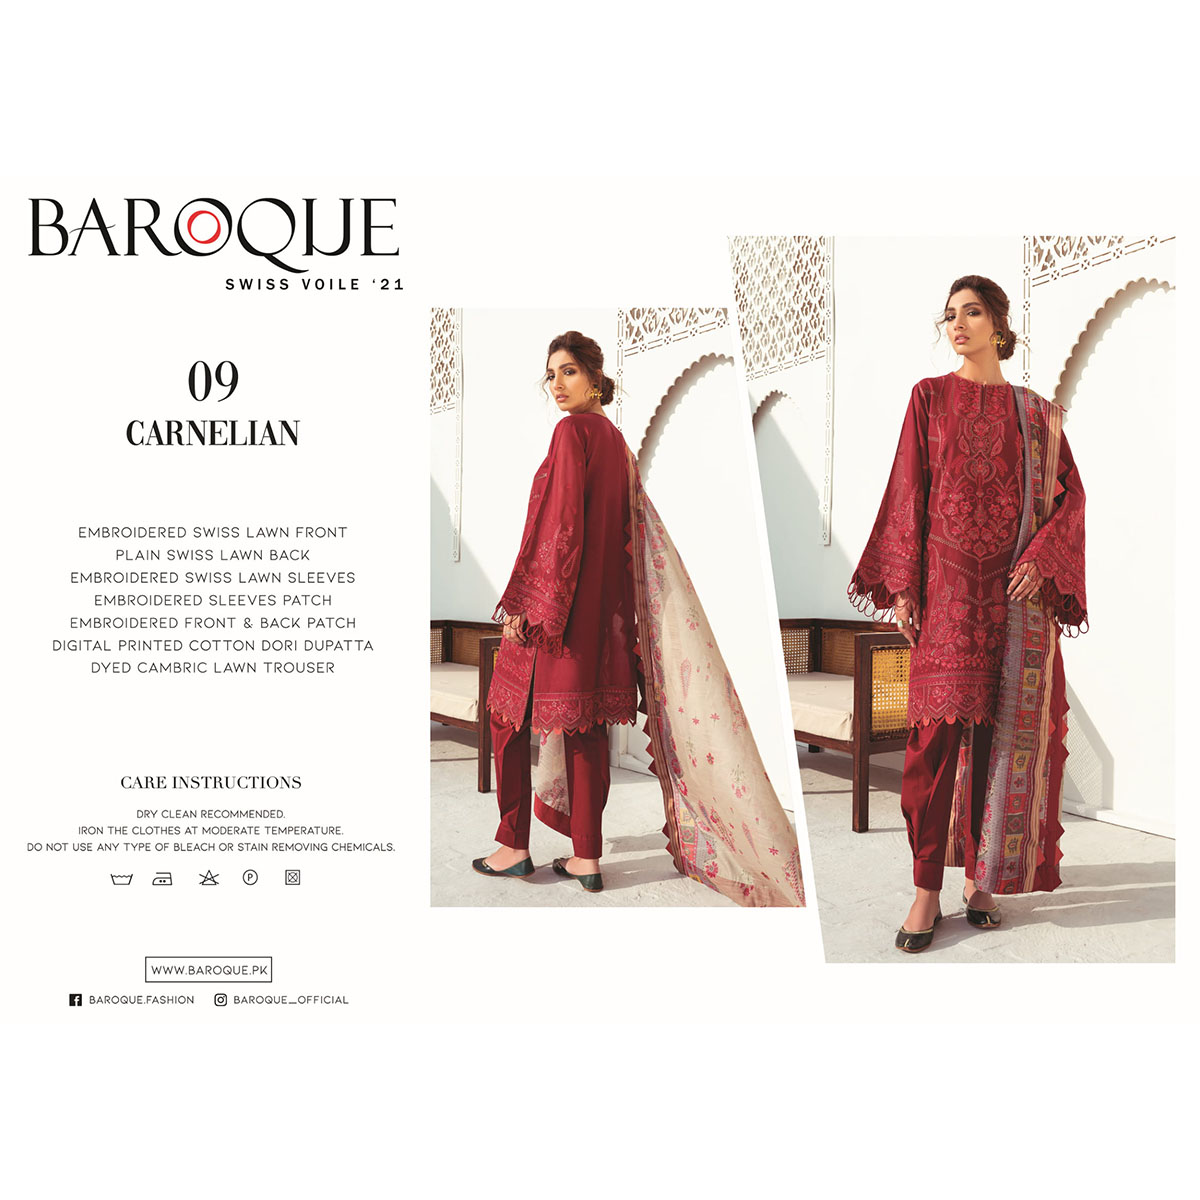 BAROQUE
SWISS VOILE '21
09
CARNELIAN
EMBROIDERED SWISS LAWN FRONT
PLAIN SWISS LAWN BACK
EMBROIDERED SWISS LAWN SLEEVES
EMBROIDERED SLEEVES PATCH
EMBROIDERED FRONT & BACK PATCH
DIGITAL PRINTED COTTON DORI DUPATTA
DYED CAMBRIC LAWN TROUSER
CARE INSTRUCTIONS
DRY CLEAN RECOMMENDED.
IRON THE CLOTHES AT MODERATE TEMPERATURE.
DO NOT USE ANY TYPE OF BLEACH OR STAIN REMOVING CHEMICALS.
P
WWW.BAROQUE.PK
BAROQUE.FASHION BAROQUE_OFFICIAL